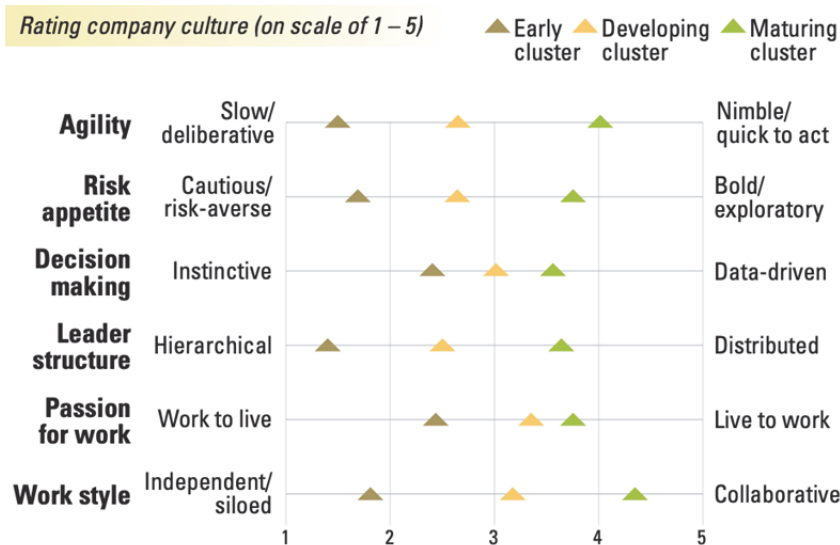 Rating company culture (on scale of 1 – 5)
Early
cluster
Developing
cluster
Maturing
cluster
Agility
Slow/
deliberative
Nimble/
quick to act
Risk
appetite
Cautious/
risk-averse
Bold/
exploratory
Decision
making
Instinctive
Data-driven
Leader
structure
Hierarchical
Distributed
Passion
for work
Work to live
Live to work
Work style
Independent/
siloed
Collaborative
1 2 3 4 5